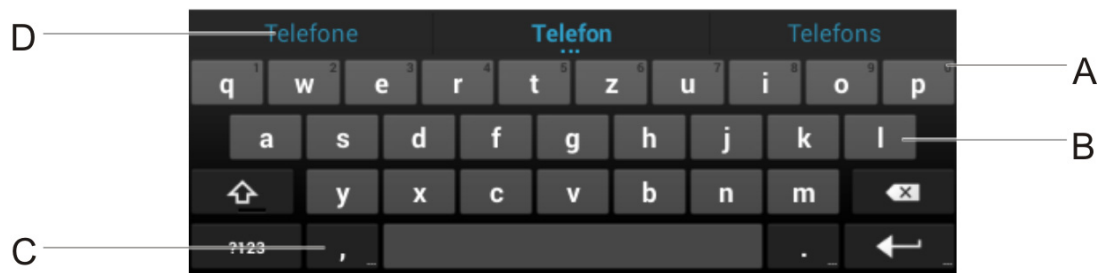 D Telefone Telefon Telefons
q 1 w 2 e 3 r 4 t 5 z 6 u 7 i 8 o 9 p 0 A
a s d f g h j k l B
y x c v b n m
C ?123 , .